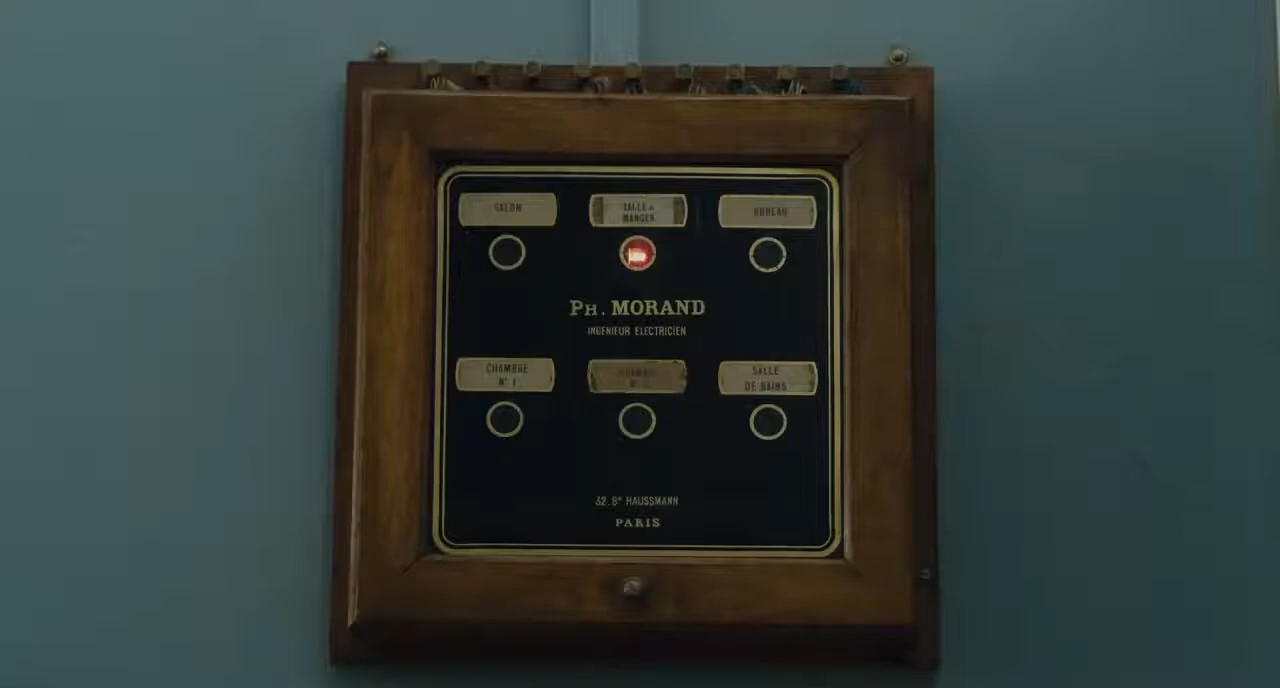 SALON
SALLE A
MANGER
BUREAU
PH. MORAND
INGENIEUR ELECTRICIEN
CHAMBRE
N° 1
SALLE
DE BAINS
32. Bᵈ HAUSSMANN
PARIS